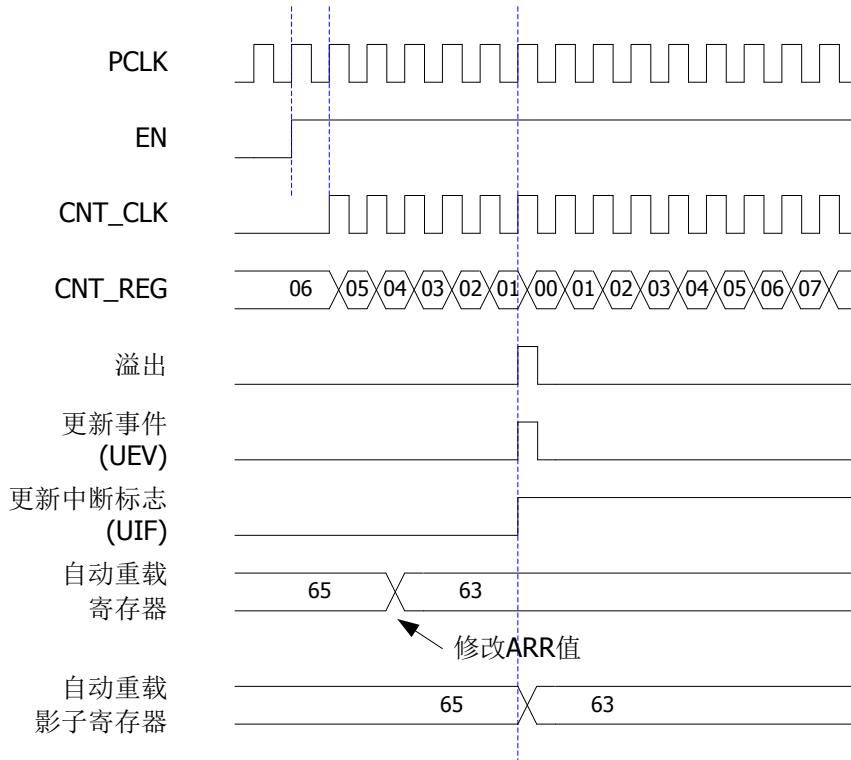 PCLK
EN
CNT_CLK
CNT_REG
06 05 04 03 02 01 00 01 02 03 04 05 06 07
溢出
更新事件
(UEV)
更新中断标志
(UIF)
自动重载
寄存器
65 63
修改ARR值
自动重载
影子寄存器
65 63